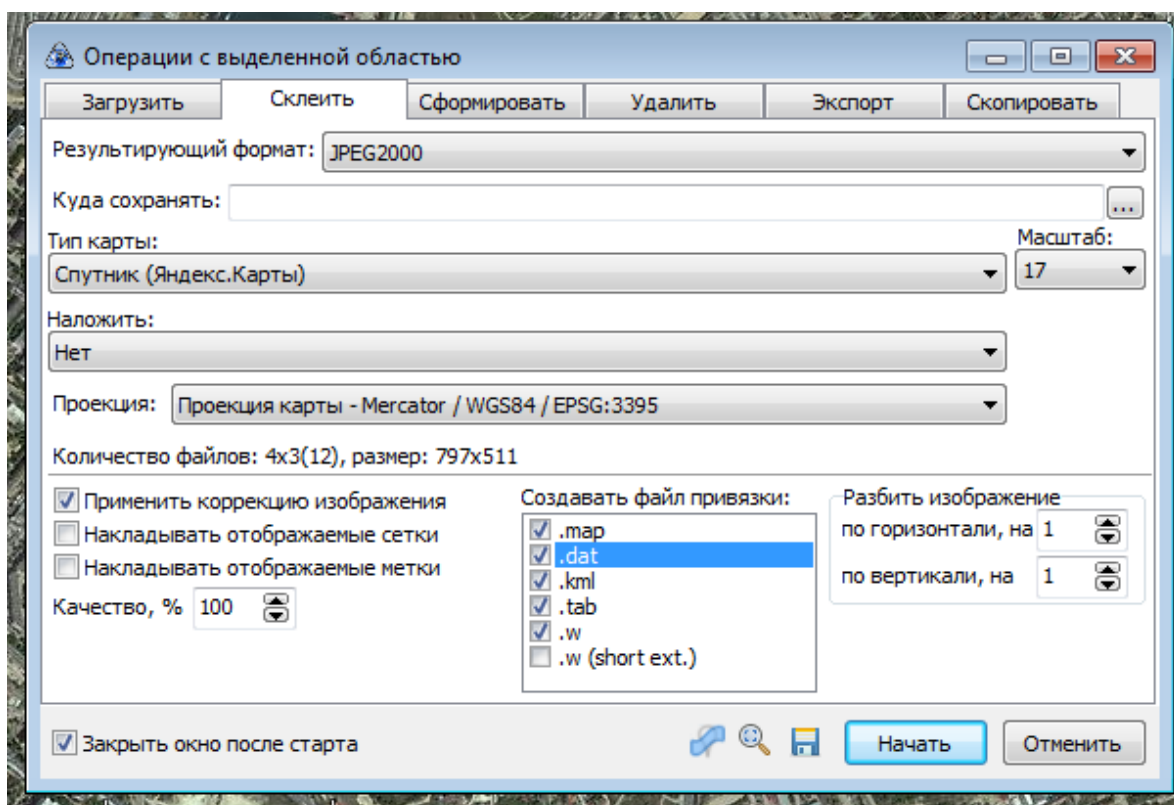 Операции с выделенной областью
Загрузить Склеить Сформировать Удалить Экспорт Скопировать
Результирующий формат: JPEG2000
Куда сохранять: ...
Тип карты: Масштаб:
Спутник (Яндекс.Карты) 17
Наложить:
Нет
Проекция: Проекция карты - Mercator / WGS84 / EPSG:3395
Количество файлов: 4x3(12), размер: 797x511
Применить коррекцию изображения
Накладывать отображаемые сетки
Накладывать отображаемые метки
Качество, % 100
Создавать файл привязки:
.map
.dat
.kml
.tab
.w
.w (short ext.)
Разбить изображение
по горизонтали, на 1
по вертикали, на 1
Закрыть окно после старта Начать Отменить